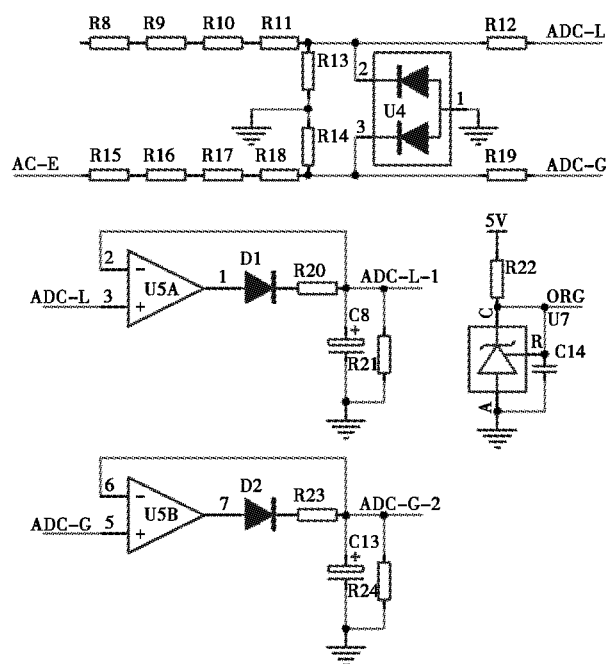 R8 R9 R10 R11 R12 ADC-L
R13
2
U4 1
R14 3
AC-E R15 R16 R17 R18 R19 ADC-G
5V
2 D1 R22
U5A 1 R20 ADC-L-1
ADC-L 3 ORG
C8 C U7
R21 R C14
A
6 D2 R23
U5B 7 ADC-G-2
ADC-G 5
C13
R24